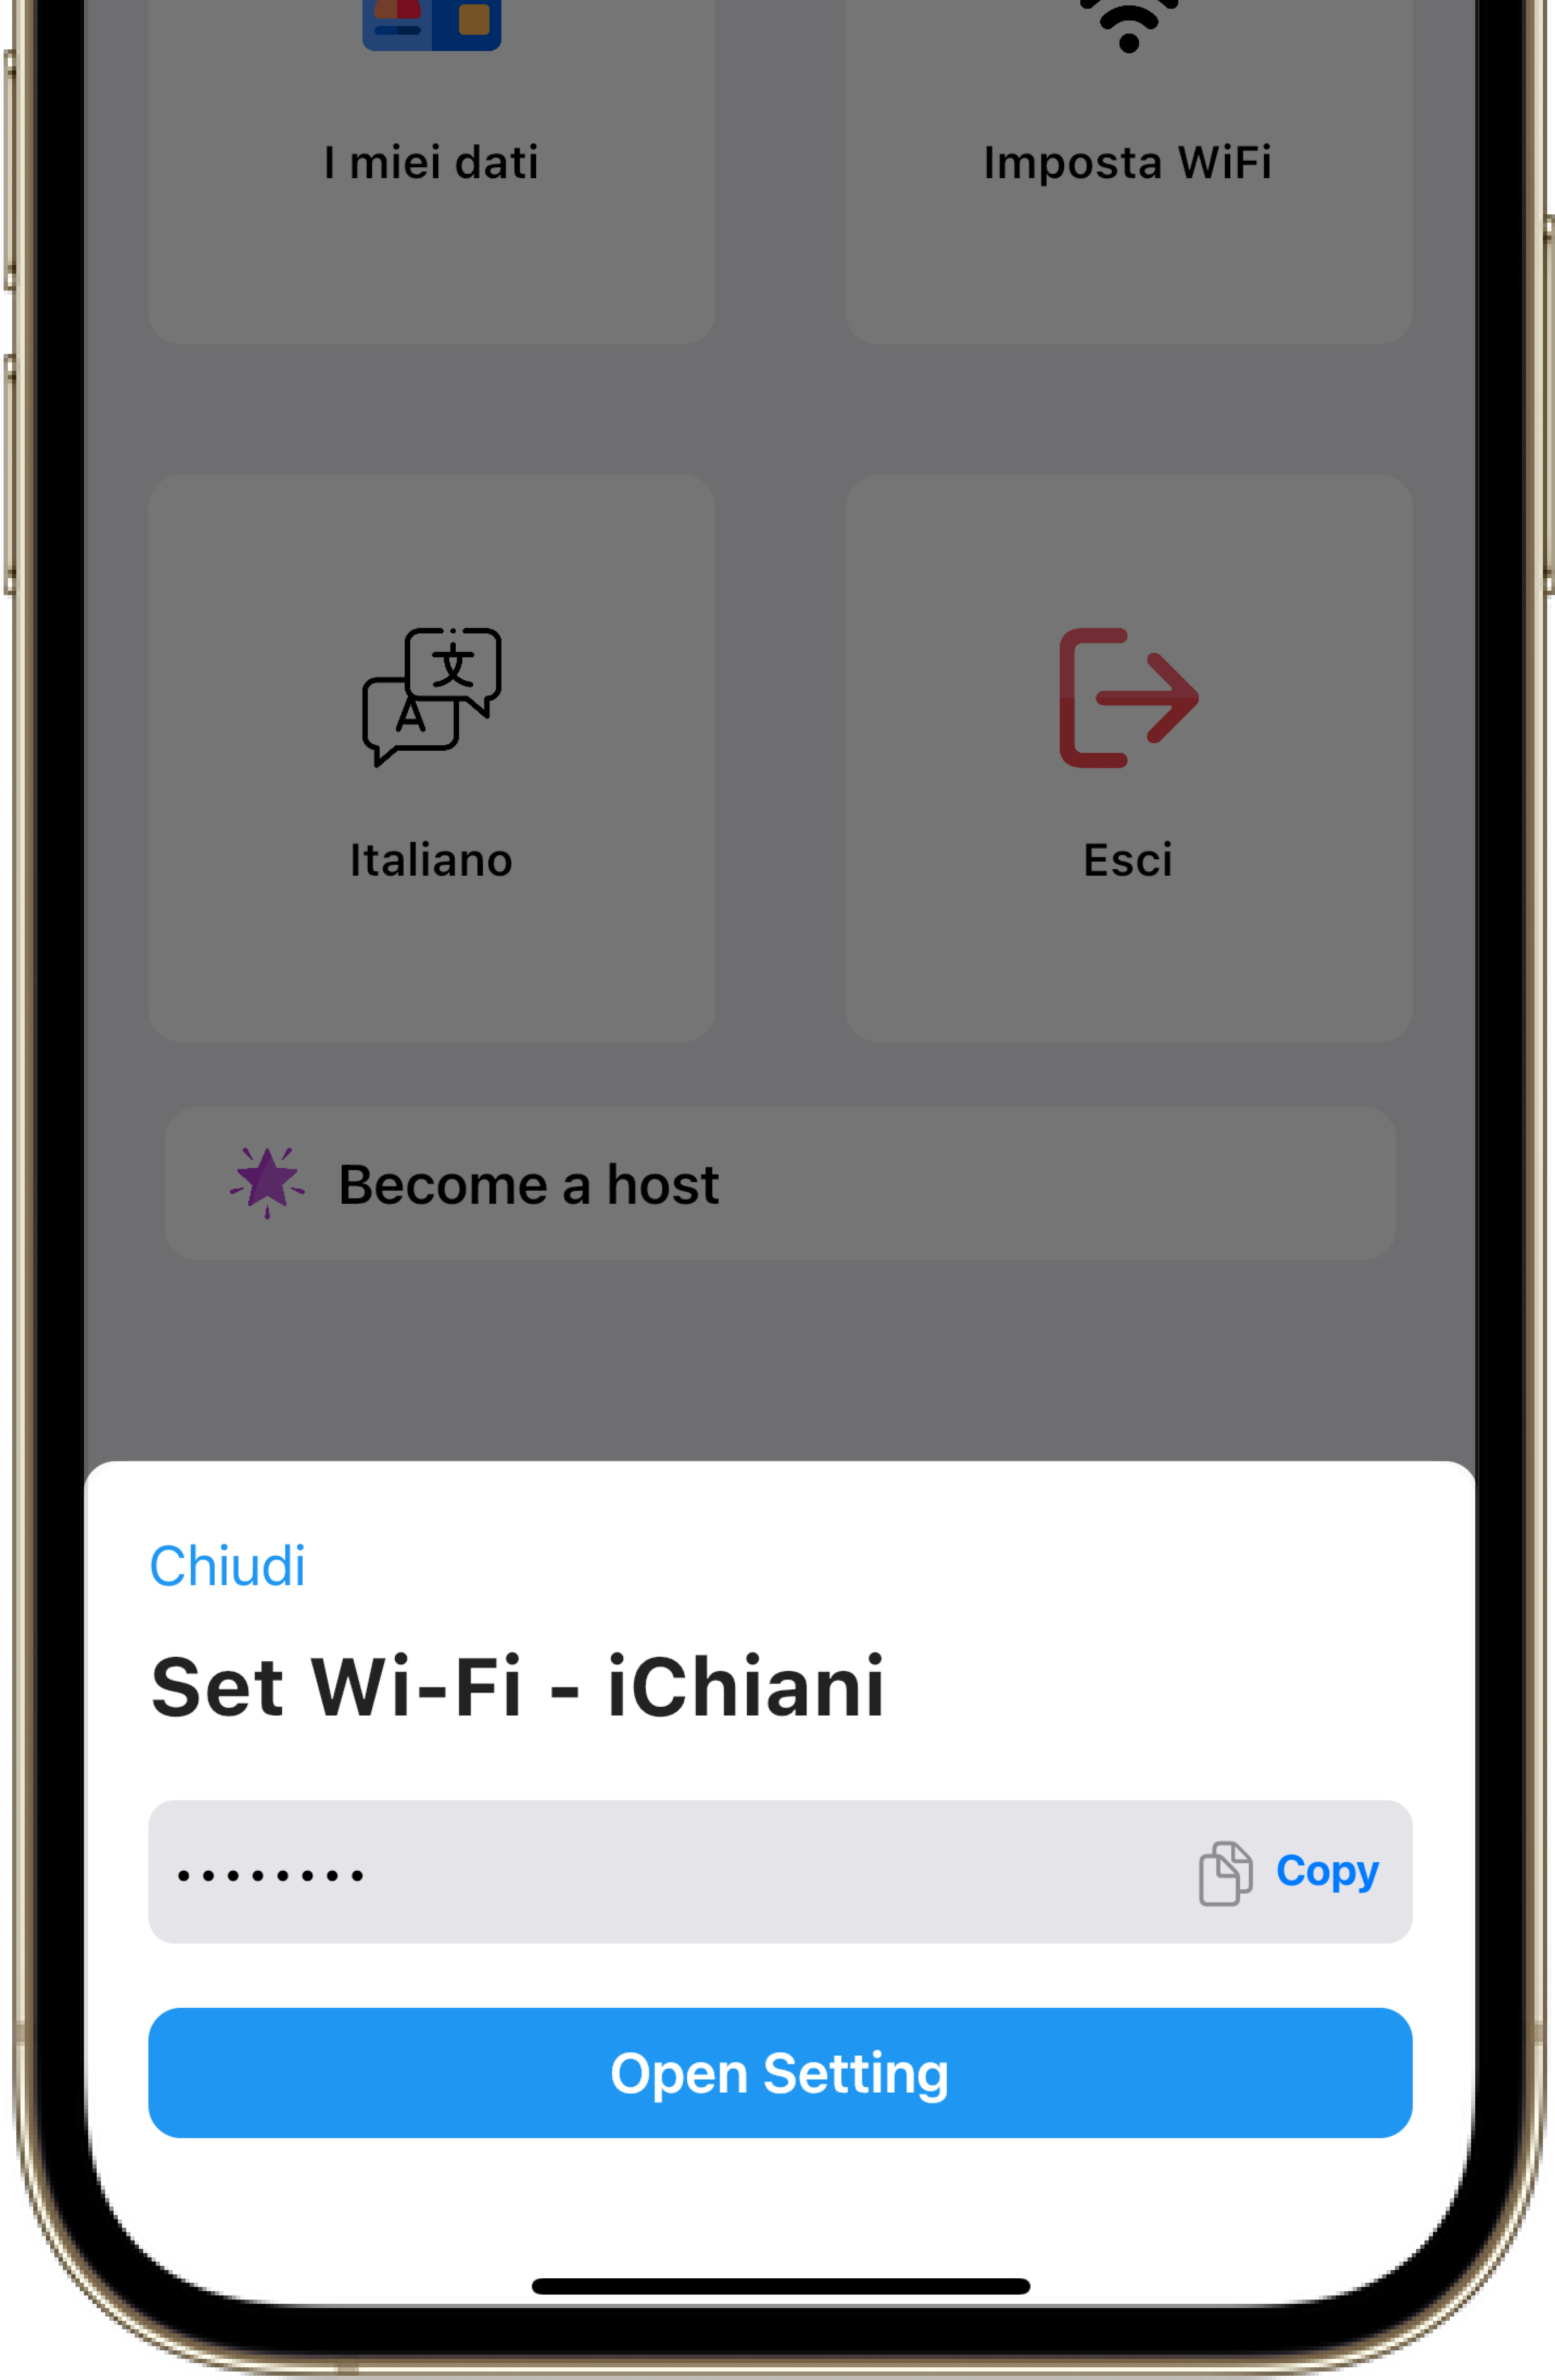 I miei dati
Imposta WiFi
文
A
Italiano
Esci
Become a host
Chiudi
Set Wi-Fi - iChiani
••••••••
Copy
Open Setting